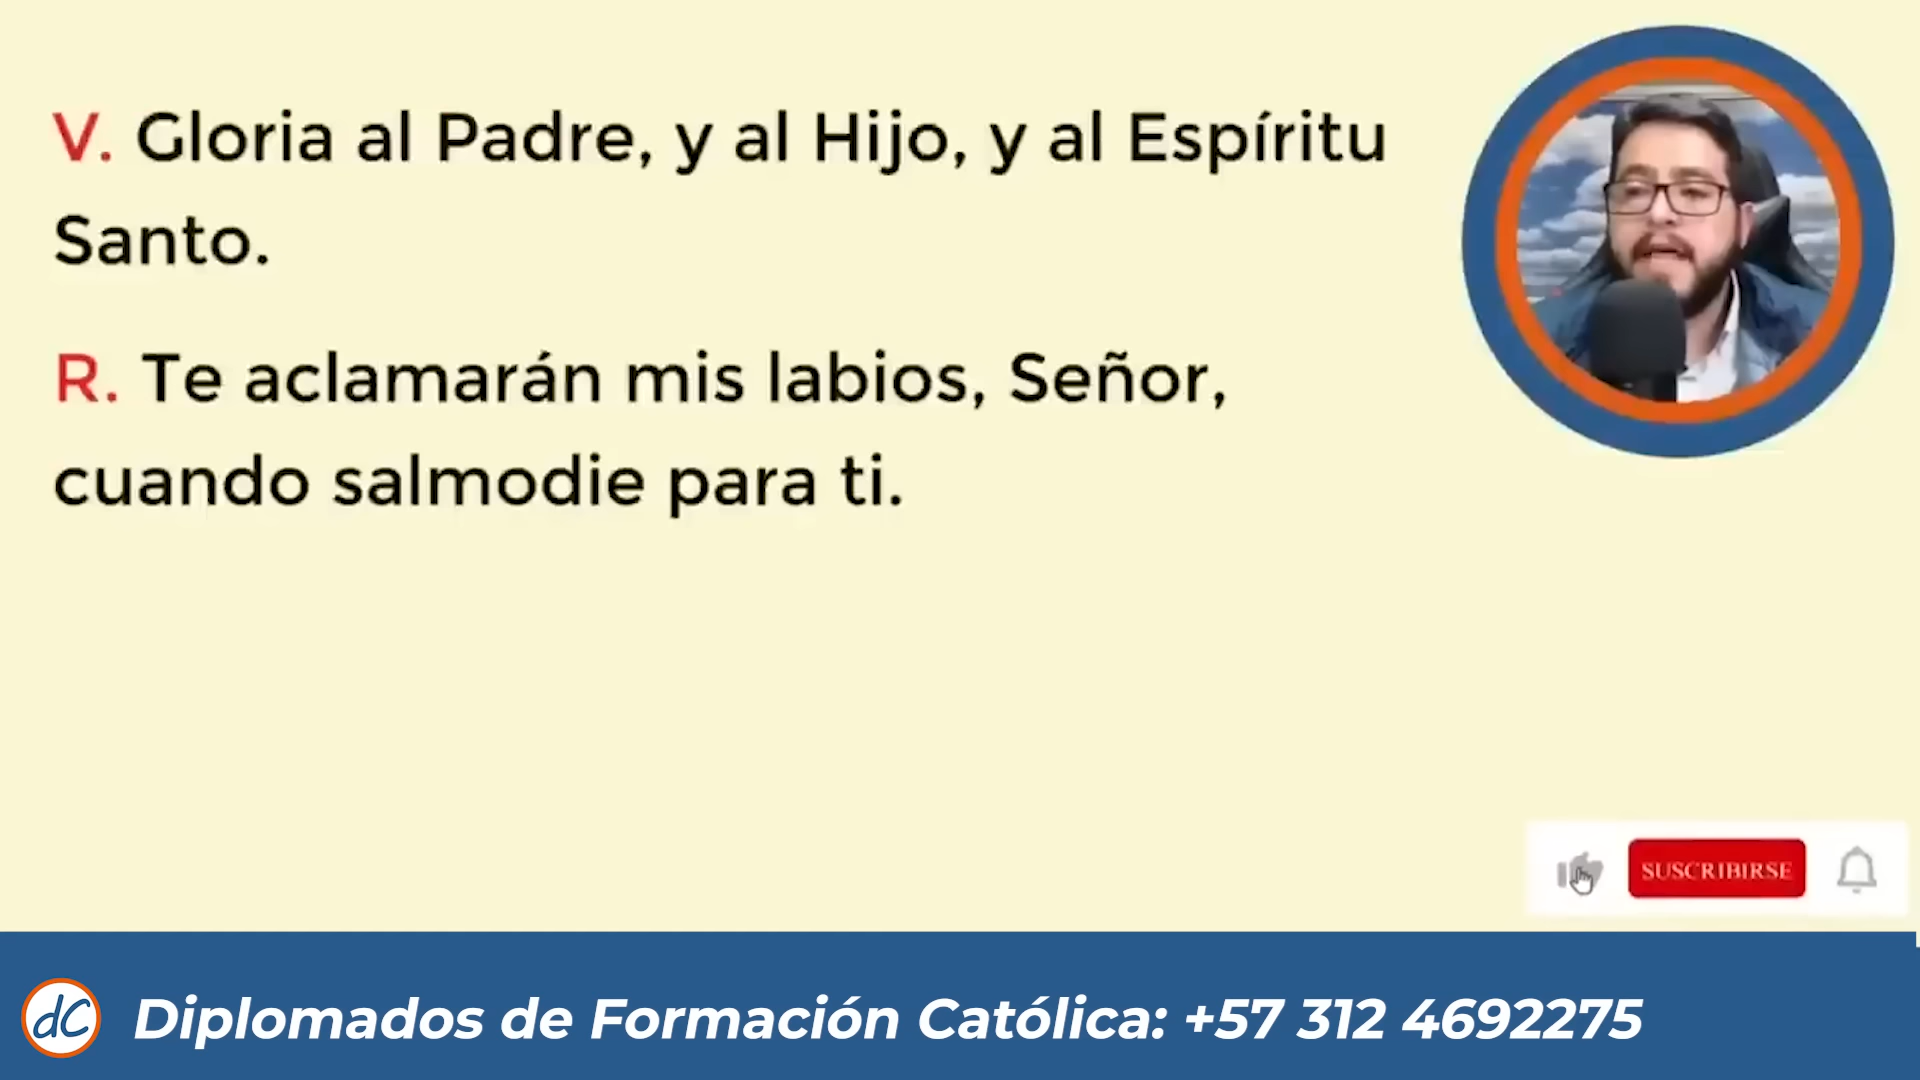 V. Gloria al Padre, y al Hijo, y al Espíritu
Santo.
R. Te aclamarán mis labios, Señor,
cuando salmodie para ti.
SUSCRIBIRSE
dC Diplomados de Formación Católica: +57 312 4692275